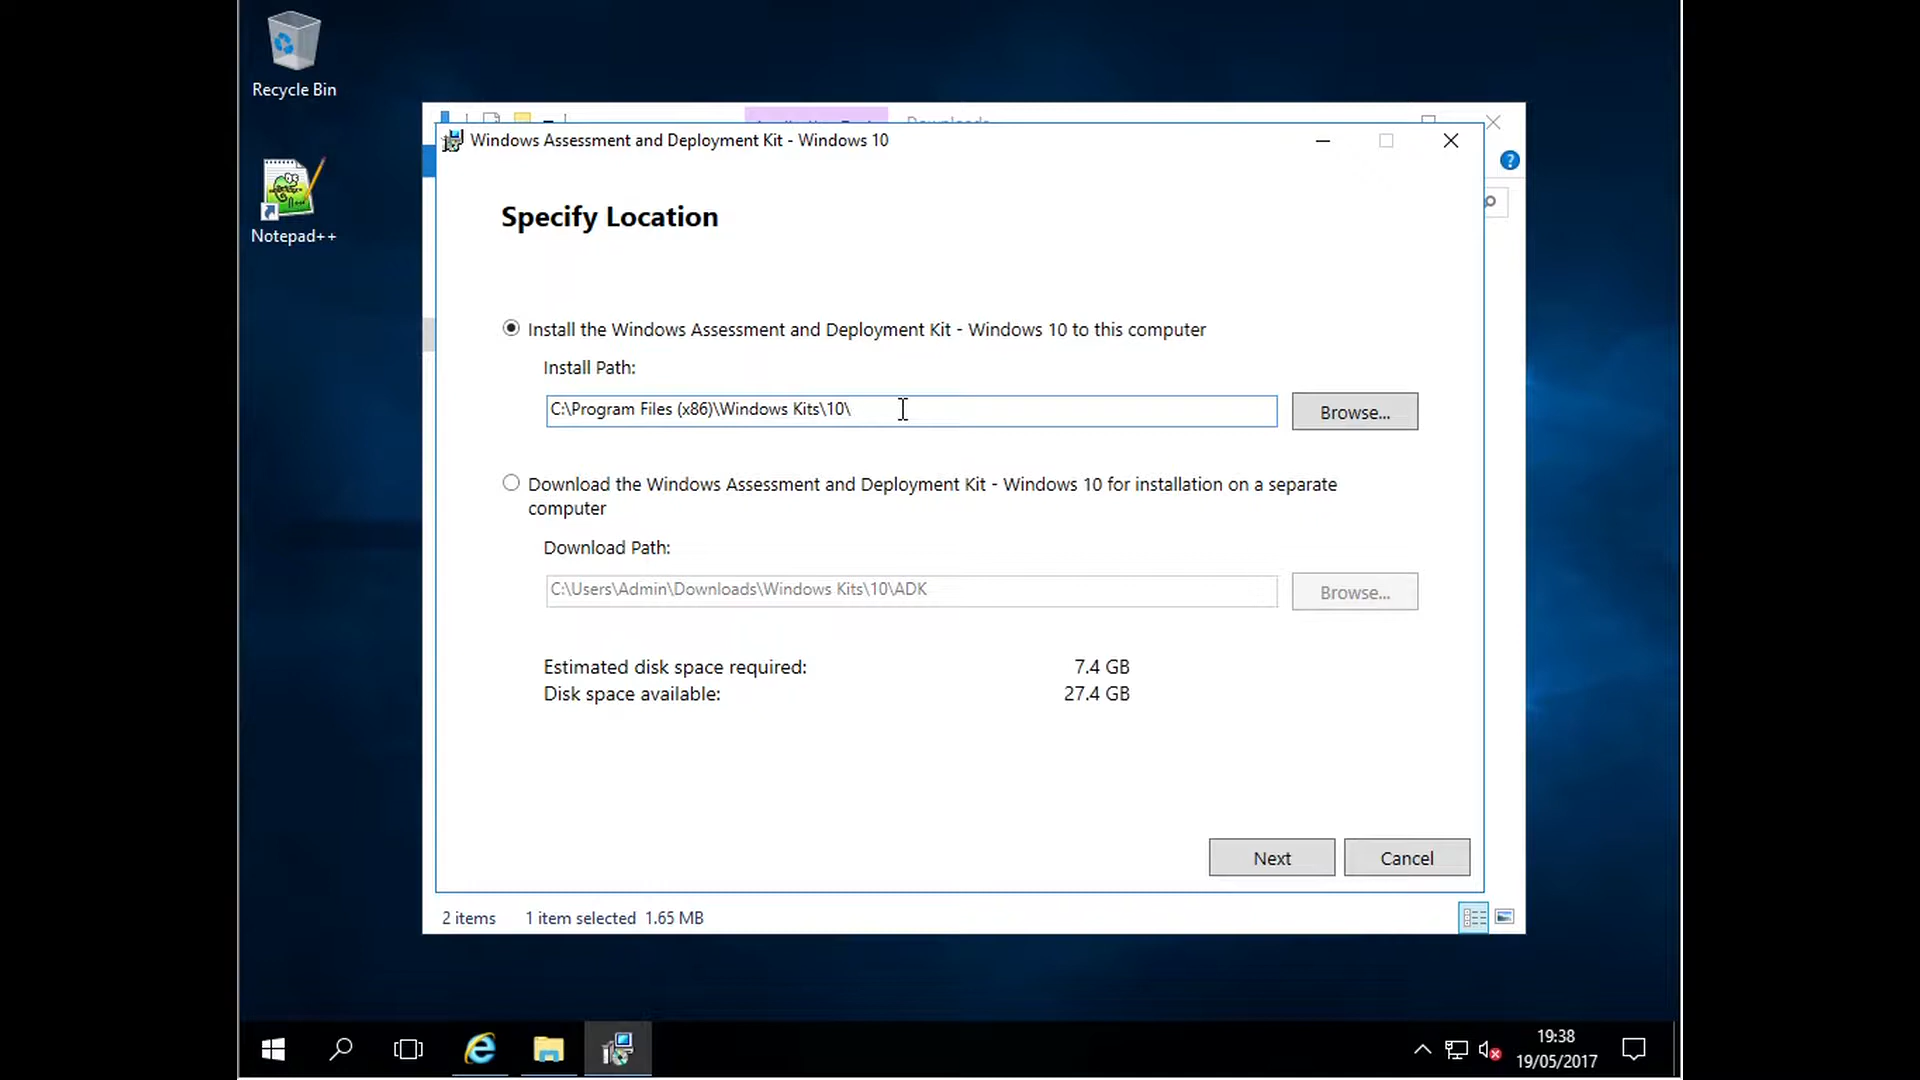 Recycle Bin
Notepad++
Downloads
Windows Assessment and Deployment Kit - Windows 10
Specify Location
Install the Windows Assessment and Deployment Kit - Windows 10 to this computer
Install Path:
C:\Program Files (x86)\Windows Kits\10\
Browse...
Download the Windows Assessment and Deployment Kit - Windows 10 for installation on a separate
computer
Download Path:
C:\Users\Admin\Downloads\Windows Kits\10\ADK
Browse...
Estimated disk space required: 7.4 GB
Disk space available: 27.4 GB
Next
Cancel
2 items 1 item selected 1.65 MB
19:38
19/05/2017